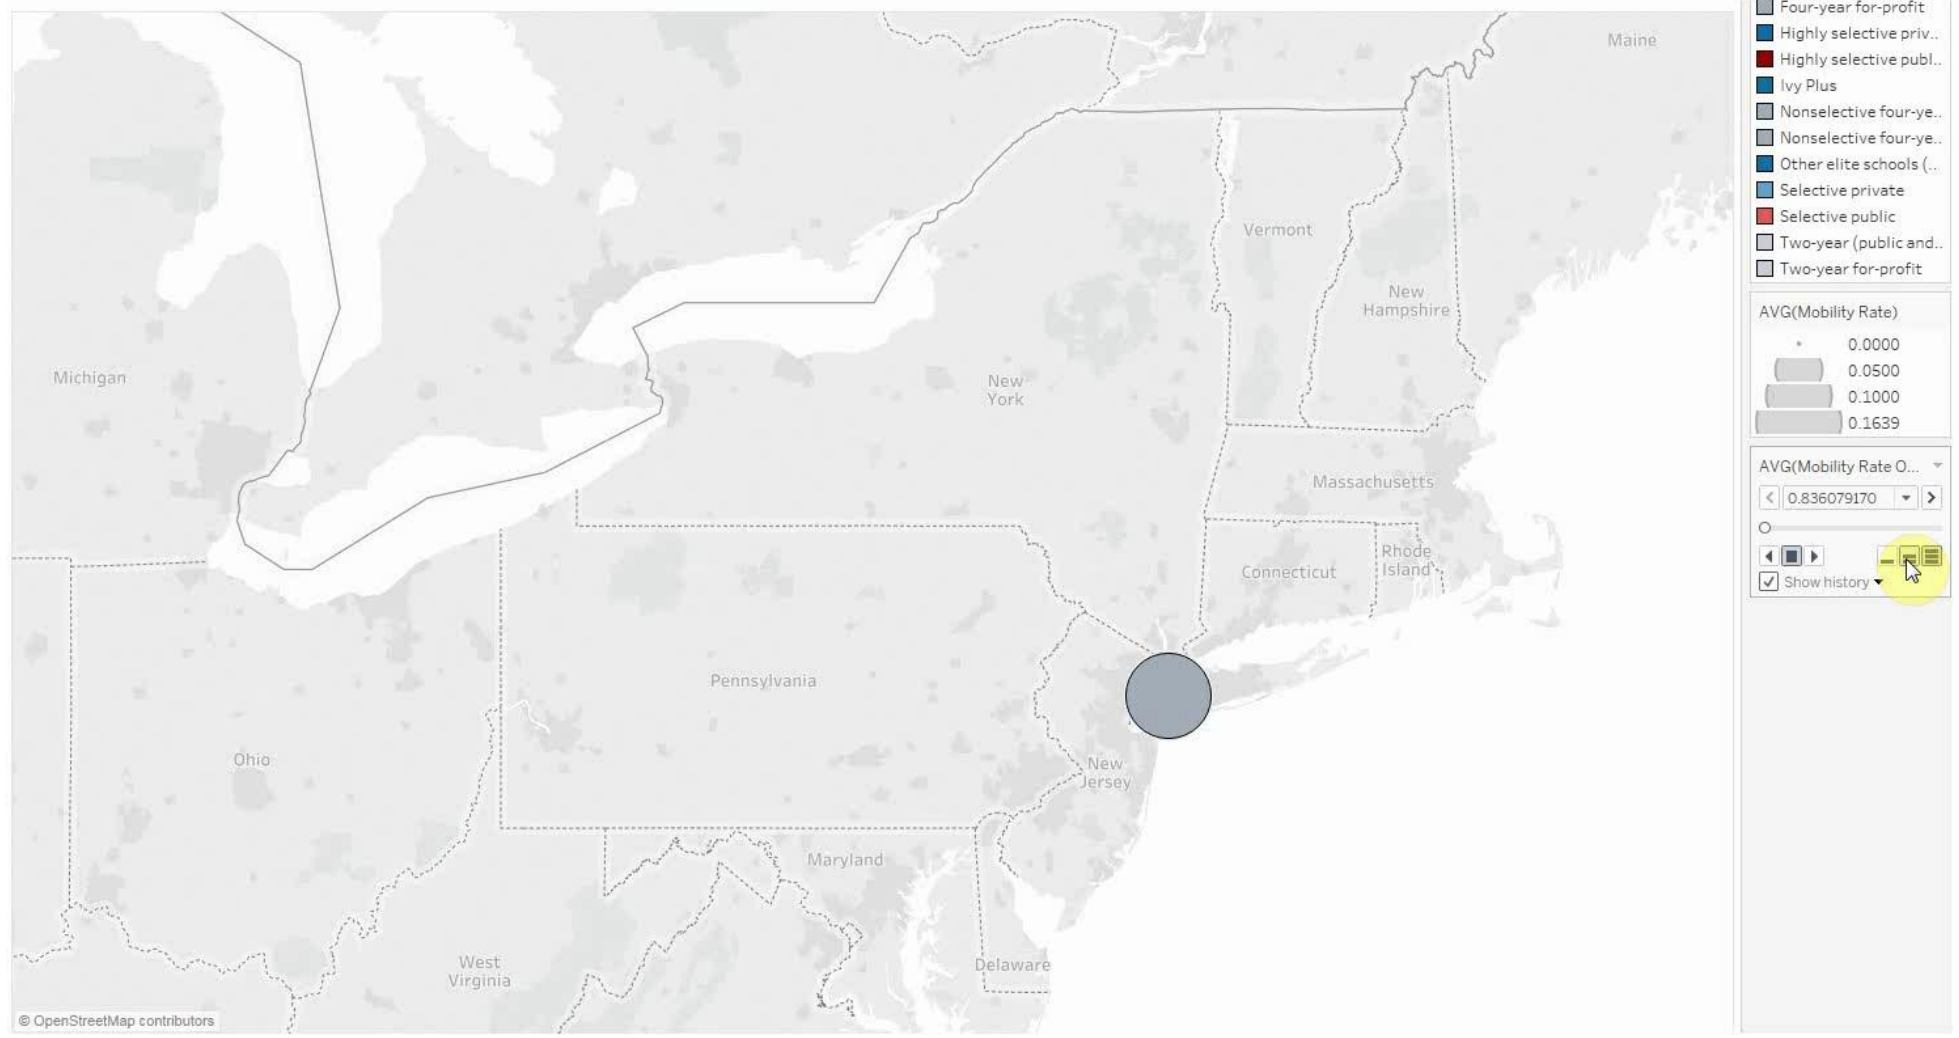 Maine
Vermont
New
Hampshire
Michigan
New
York
Massachusetts
Rhode
Island
Connecticut
Pennsylvania
Ohio
New
Jersey
Maryland
West
Virginia
Delaware
© OpenStreetMap contributors
Four-year for-profit
Highly selective priv..
Highly selective publ..
Ivy Plus
Nonselective four-ye..
Nonselective four-ye..
Other elite schools (..
Selective private
Selective public
Two-year (public and..
Two-year for-profit
AVG(Mobility Rate)
0.0000
0.0500
0.1000
0.1639
AVG(Mobility Rate O...
0.836079170
Show history